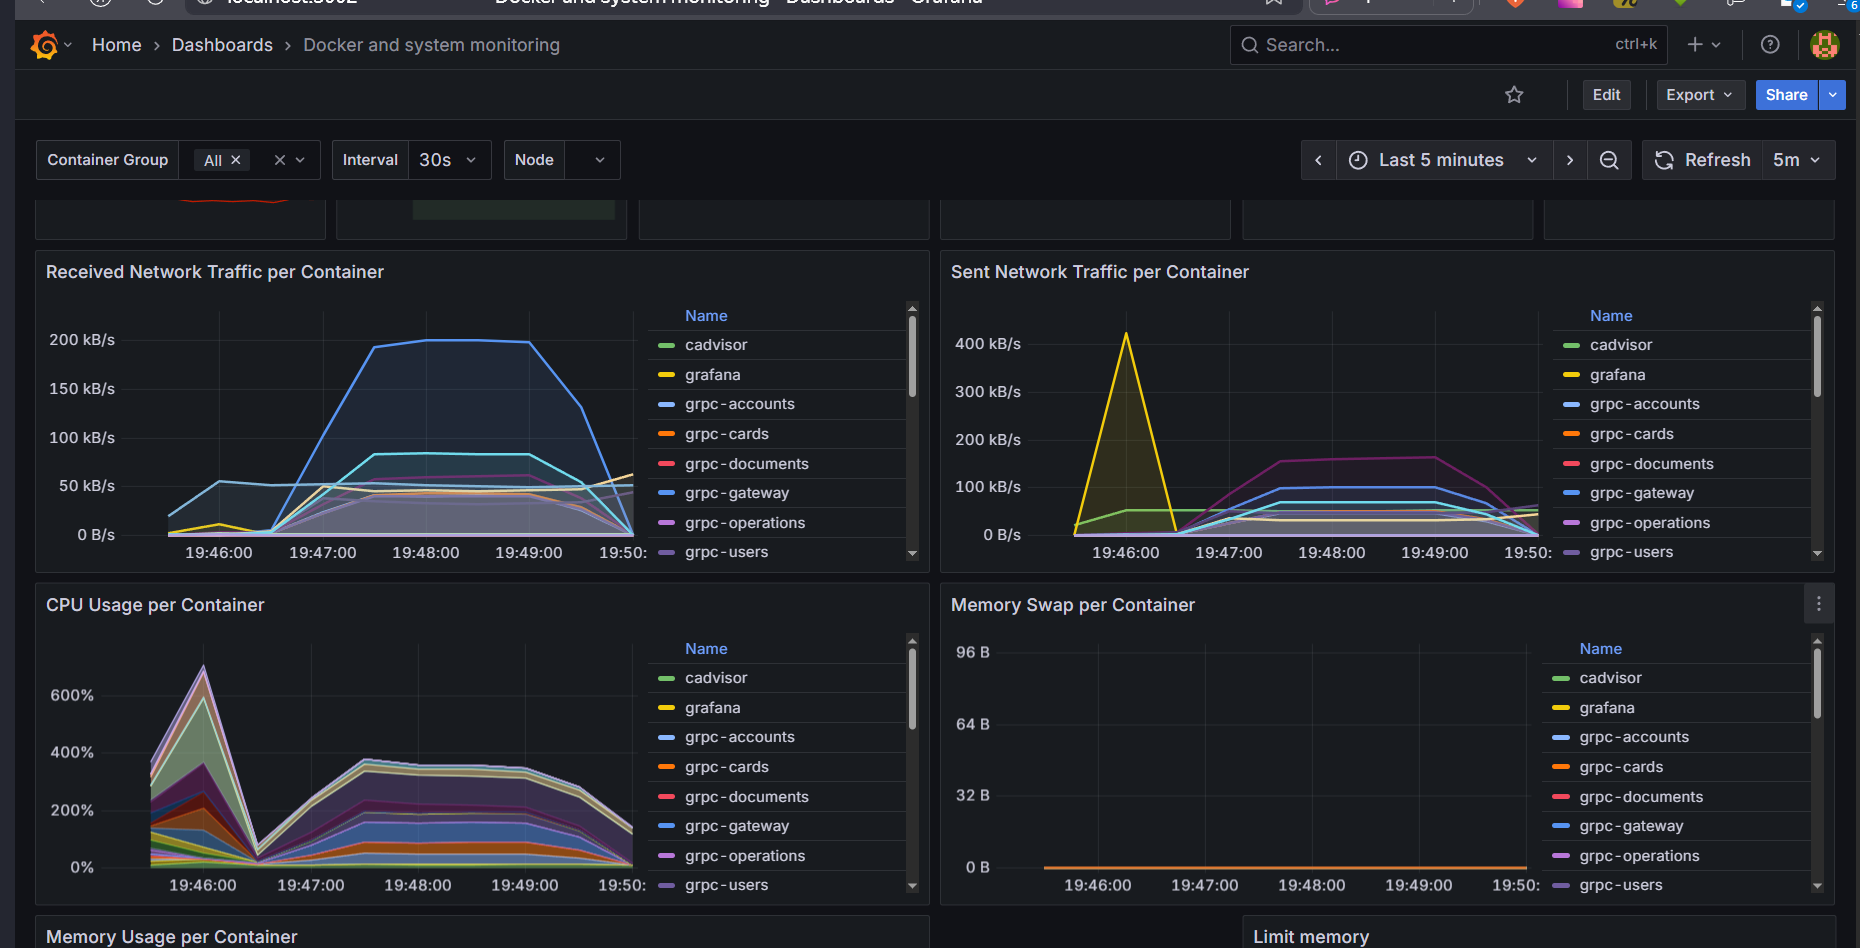 localhost:3002 Docker and system monitoring - Dashboards - Grafana
6
Home › Dashboards › Docker and system monitoring
Search... ctrl+k
Edit Export Share
Container Group All Interval 30s Node Last 5 minutes Refresh 5m
Received Network Traffic per Container
Name
200 kB/s
150 kB/s
100 kB/s
50 kB/s
0 B/s
19:46:00 19:47:00 19:48:00 19:49:00 19:50:
cadvisor
grafana
grpc-accounts
grpc-cards
grpc-documents
grpc-gateway
grpc-operations
grpc-users
Sent Network Traffic per Container
Name
400 kB/s
300 kB/s
200 kB/s
100 kB/s
0 B/s
19:46:00 19:47:00 19:48:00 19:49:00 19:50:
cadvisor
grafana
grpc-accounts
grpc-cards
grpc-documents
grpc-gateway
grpc-operations
grpc-users
CPU Usage per Container
Name
600%
400%
200%
0%
19:46:00 19:47:00 19:48:00 19:49:00 19:50:
cadvisor
grafana
grpc-accounts
grpc-cards
grpc-documents
grpc-gateway
grpc-operations
grpc-users
Memory Swap per Container
Name
96 B
64 B
32 B
0 B
19:46:00 19:47:00 19:48:00 19:49:00 19:50:
cadvisor
grafana
grpc-accounts
grpc-cards
grpc-documents
grpc-gateway
grpc-operations
grpc-users
Memory Usage per Container
Limit memory